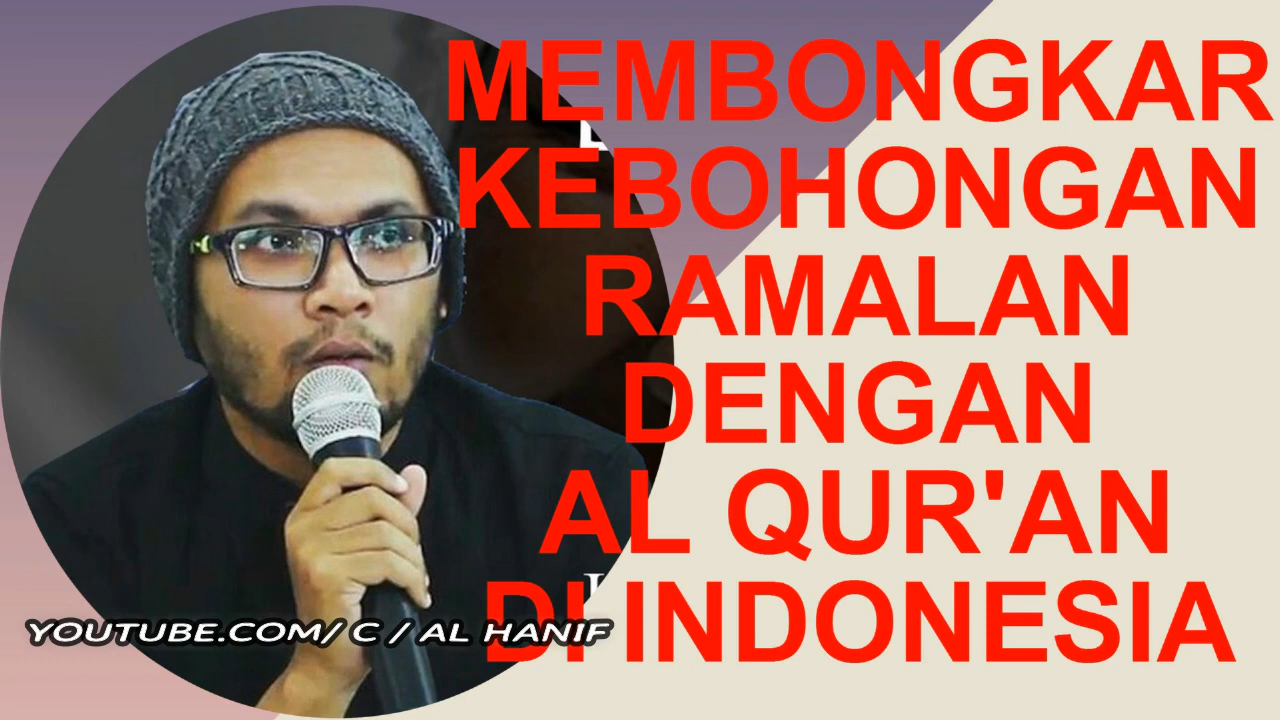 MEMBONGKAR
KEBOHONGAN
RAMALAN
DENGAN
AL QUR'AN
DI INDONESIA
YOUTUBE.COM/ C / AL HANIF